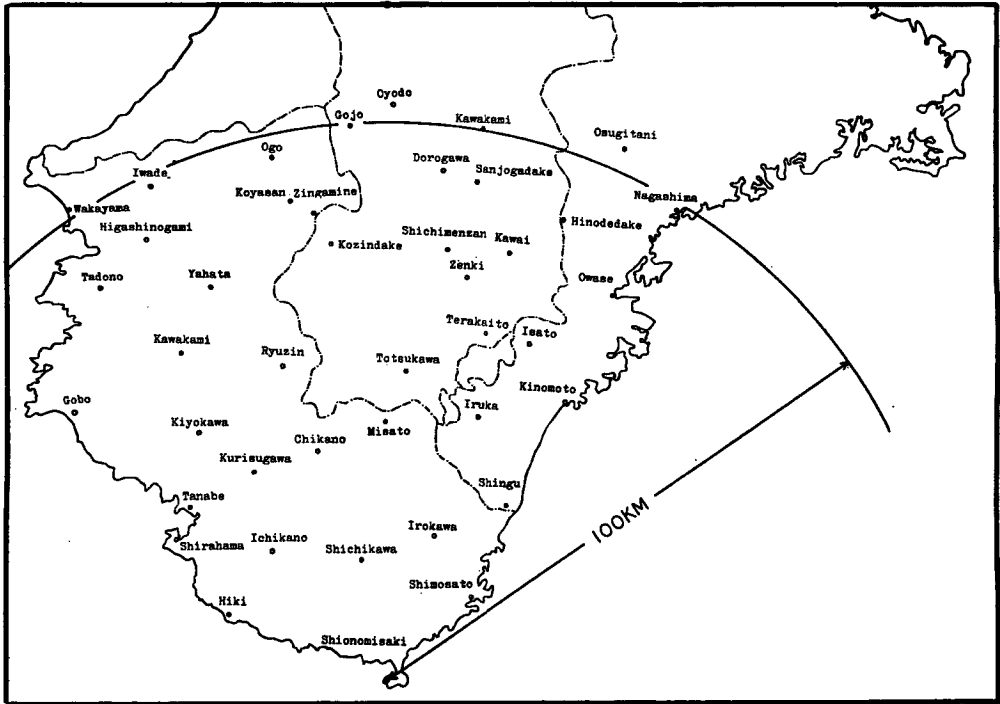 Oyodo
Gojo
Kawakami
Osugitani
Ogo
Dorogawa
Sanjogadake
Iwade
Koyasan Zingamine
Nagashima
Wakayama
Higashinogami
Hinodedake
Shichimenzan
Kawai
Kozindake
Zenki
Tadono
Yahata
Owase
Terakaito
Isato
Kawakami
Ryuzin
Totsukawa
Kinomoto
Gobo
Iruka
Kiyokawa
Misato
Chikano
Kurisugawa
Shingu
Tanabe
100KM
Irokawa
Shirahama
Ichikano
Shichikawa
Shimosato
Hiki
Shionomisaki